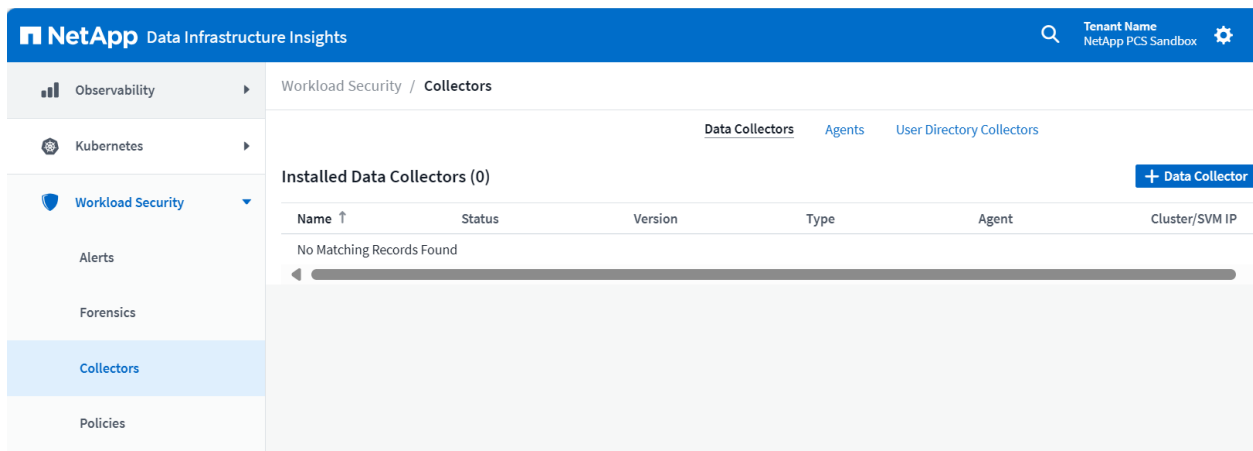 NetApp Data Infrastructure Insights
Tenant Name
NetApp PCS Sandbox
Observability
Kubernetes
Workload Security
Alerts
Forensics
Collectors
Policies
Workload Security / Collectors
Data Collectors Agents User Directory Collectors
Installed Data Collectors (0)
+ Data Collector
Name ↑ Status Version Type Agent Cluster/SVM IP
No Matching Records Found